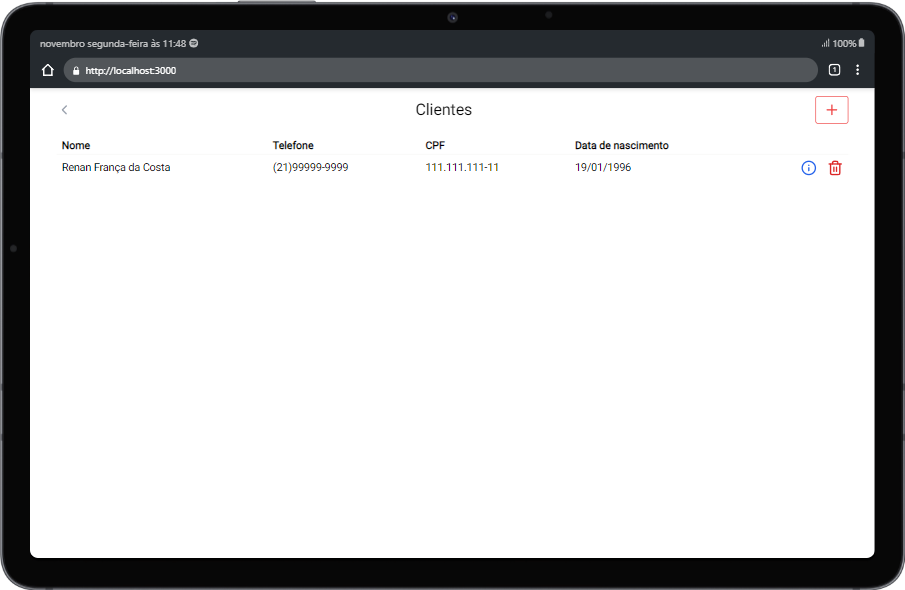 novembro segunda-feira às 11:48
100%
http://localhost:3000
1
Clientes
Nome Telefone CPF Data de nascimento
Renan França da Costa (21)99999-9999 111.111.111-11 19/01/1996